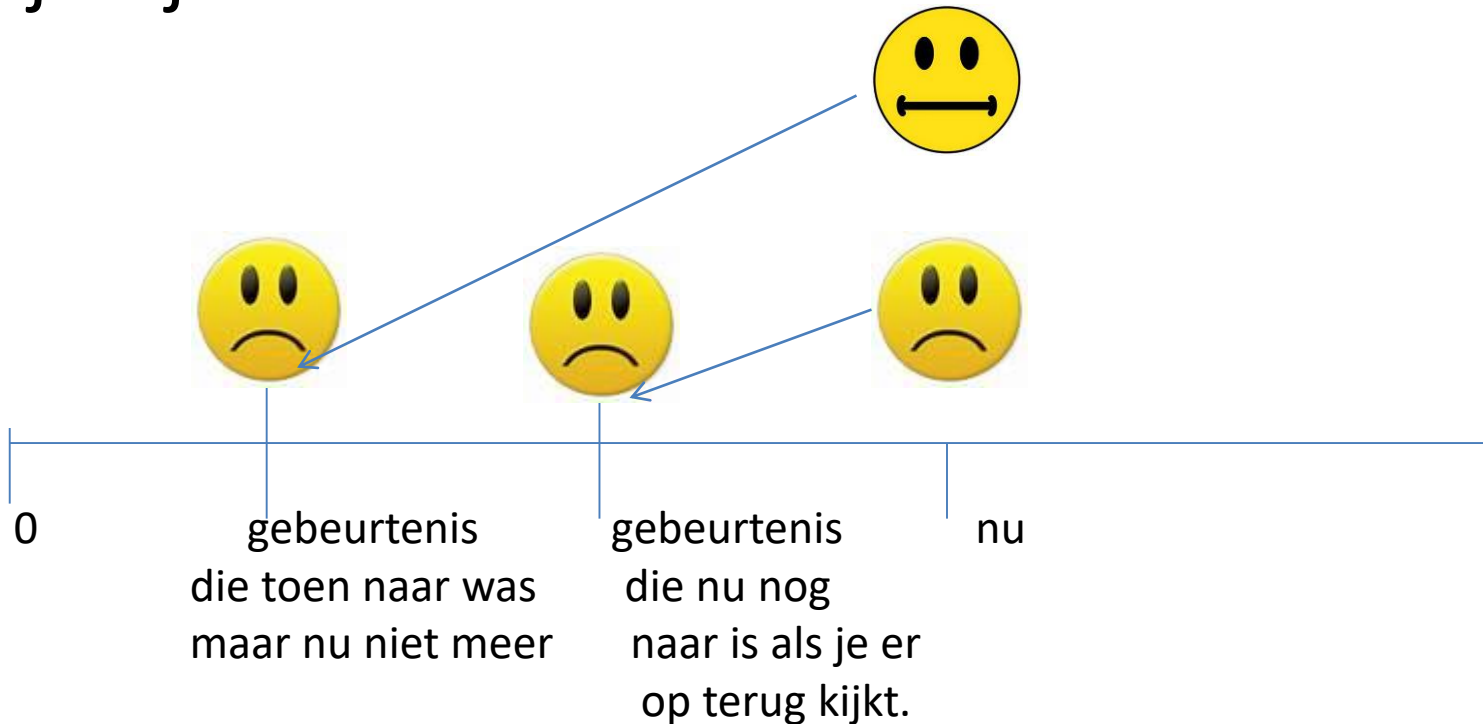 0
gebeurtenis
die toen naar was
maar nu niet meer
gebeurtenis
die nu nog
naar is als je er
op terug kijkt.
nu